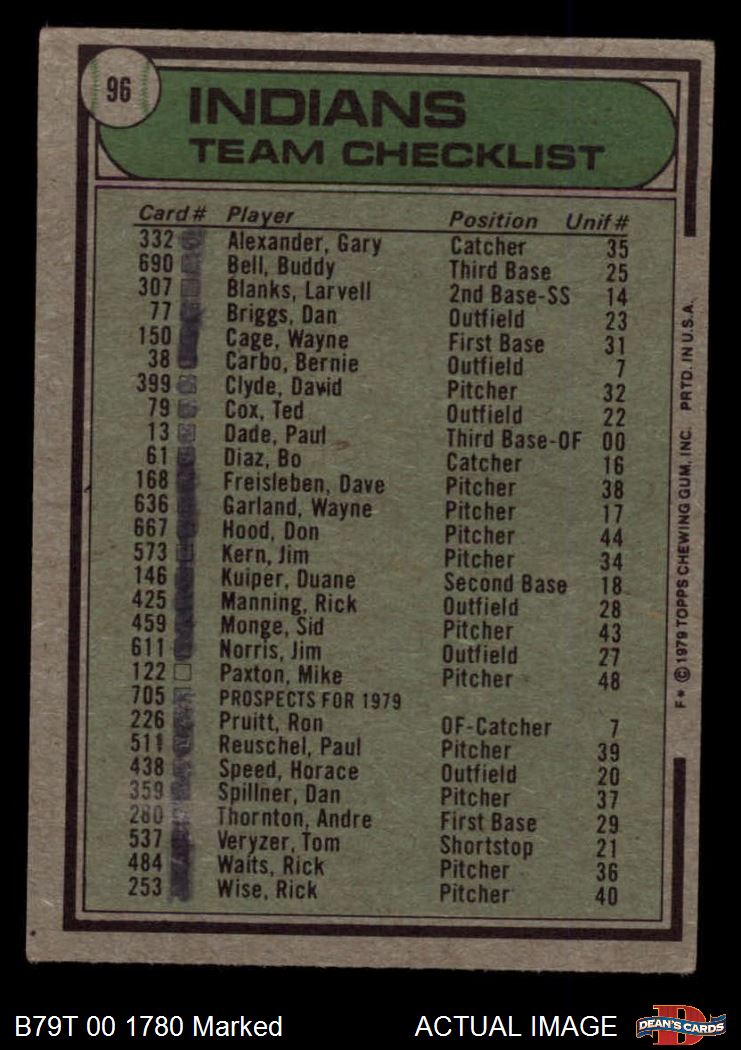 96
INDIANS
TEAM CHECKLIST
Card # Player Position Unif #
332 Alexander, Gary Catcher 35
690 Bell, Buddy Third Base 25
307 Blanks, Larvell 2nd Base-SS 14
77 Briggs, Dan Outfield 23
150 Cage, Wayne First Base 31
38 Carbo, Bernie Outfield 7
399 Clyde, David Pitcher 32
79 Cox, Ted Outfield 22
13 Dade, Paul Third Base-OF 00
61 Diaz, Bo Catcher 16
168 Freisleben, Dave Pitcher 38
636 Garland, Wayne Pitcher 17
667 Hood, Don Pitcher 44
573 Kern, Jim Pitcher 34
146 Kuiper, Duane Second Base 18
425 Manning, Rick Outfield 28
459 Monge, Sid Pitcher 43
611 Norris, Jim Outfield 27
122 Paxton, Mike Pitcher 48
705 PROSPECTS FOR 1979
226 Pruitt, Ron OF-Catcher 7
511 Reuschel, Paul Pitcher 39
438 Speed, Horace Outfield 20
359 Spillner, Dan Pitcher 37
280 Thornton, Andre First Base 29
537 Veryzer, Tom Shortstop 21
484 Waits, Rick Pitcher 36
253 Wise, Rick Pitcher 40
F* © 1979 TOPPS CHEWING GUM, INC. PRTD. IN U.S.A.
B79T 00 1780 Marked ACTUAL IMAGE
D
DEAN'S CARDS